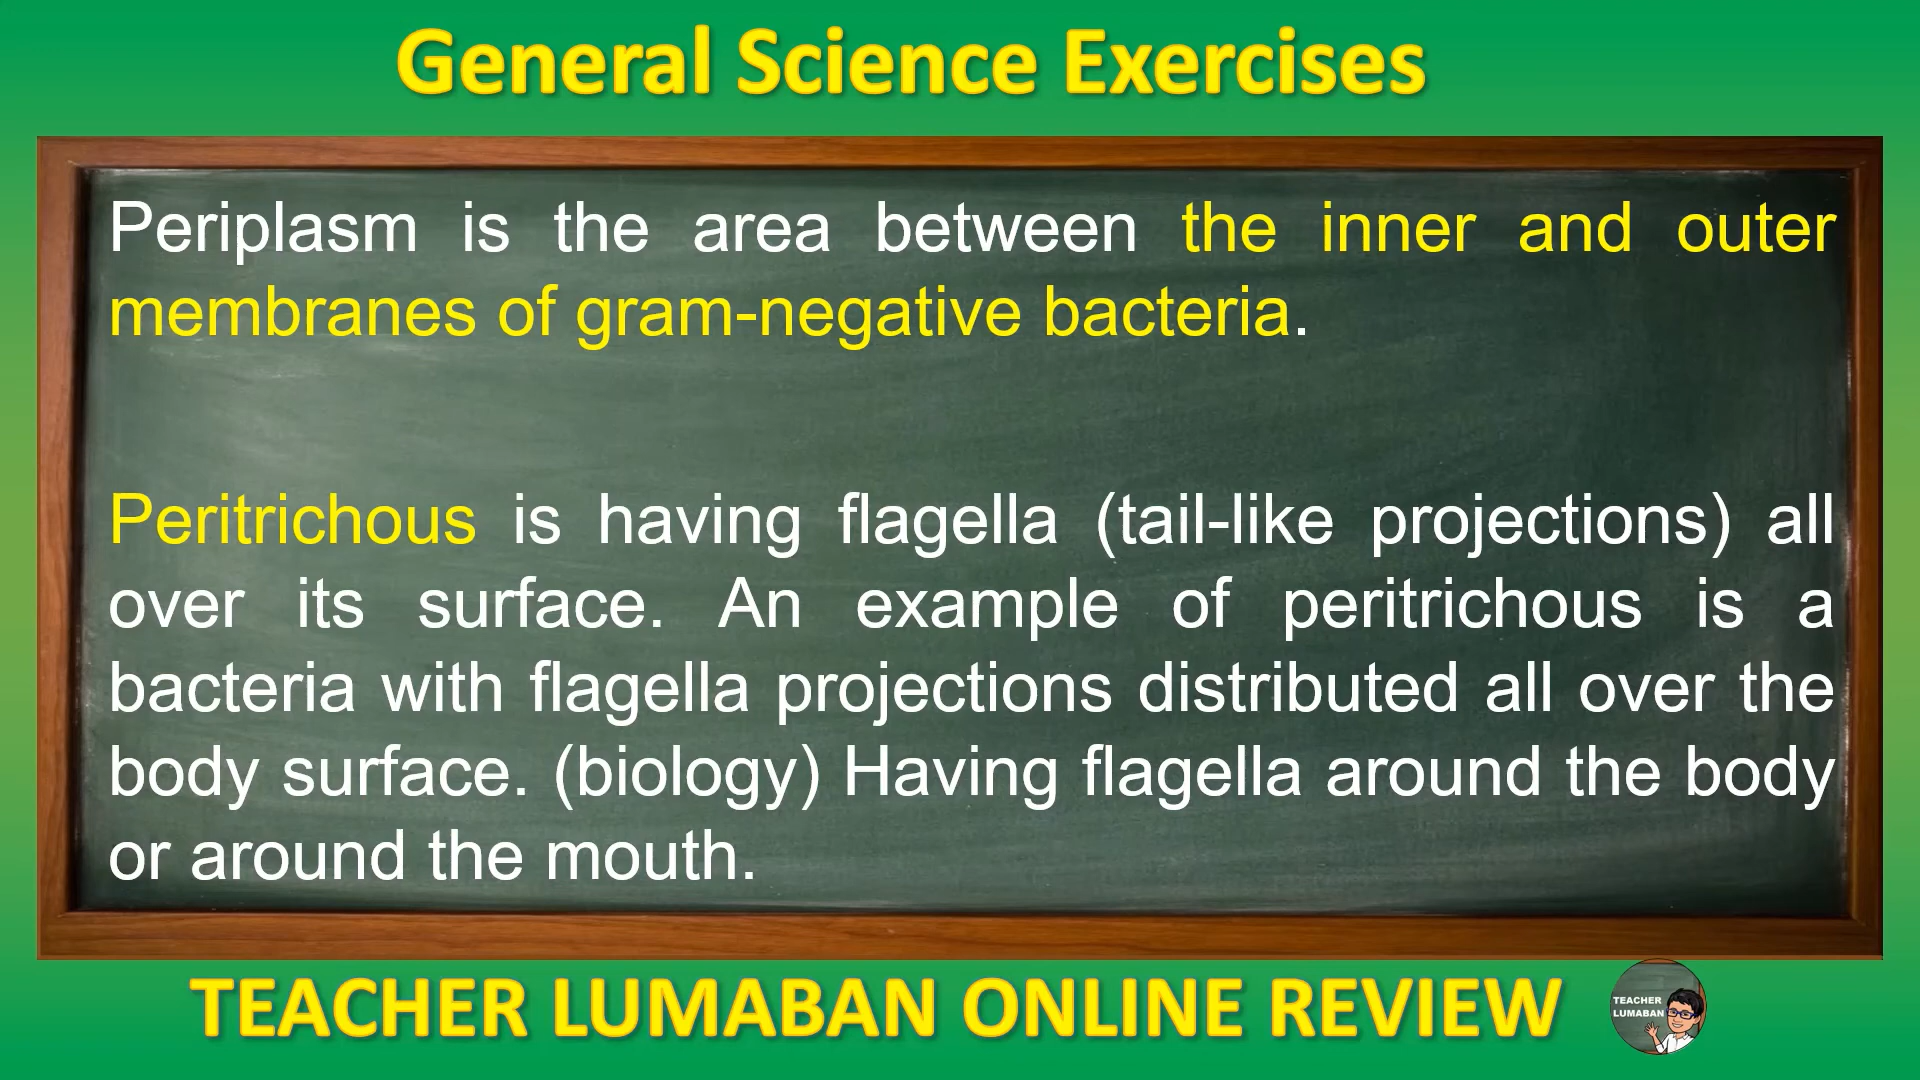 General Science Exercises
Periplasm is the area between the inner and outer
membranes of gram-negative bacteria.
Peritrichous is having flagella (tail-like projections) all
over its surface. An example of peritrichous is a
bacteria with flagella projections distributed all over the
body surface. (biology) Having flagella around the body
or around the mouth.
TEACHER LUMABAN ONLINE REVIEW
TEACHER
LUMABAN